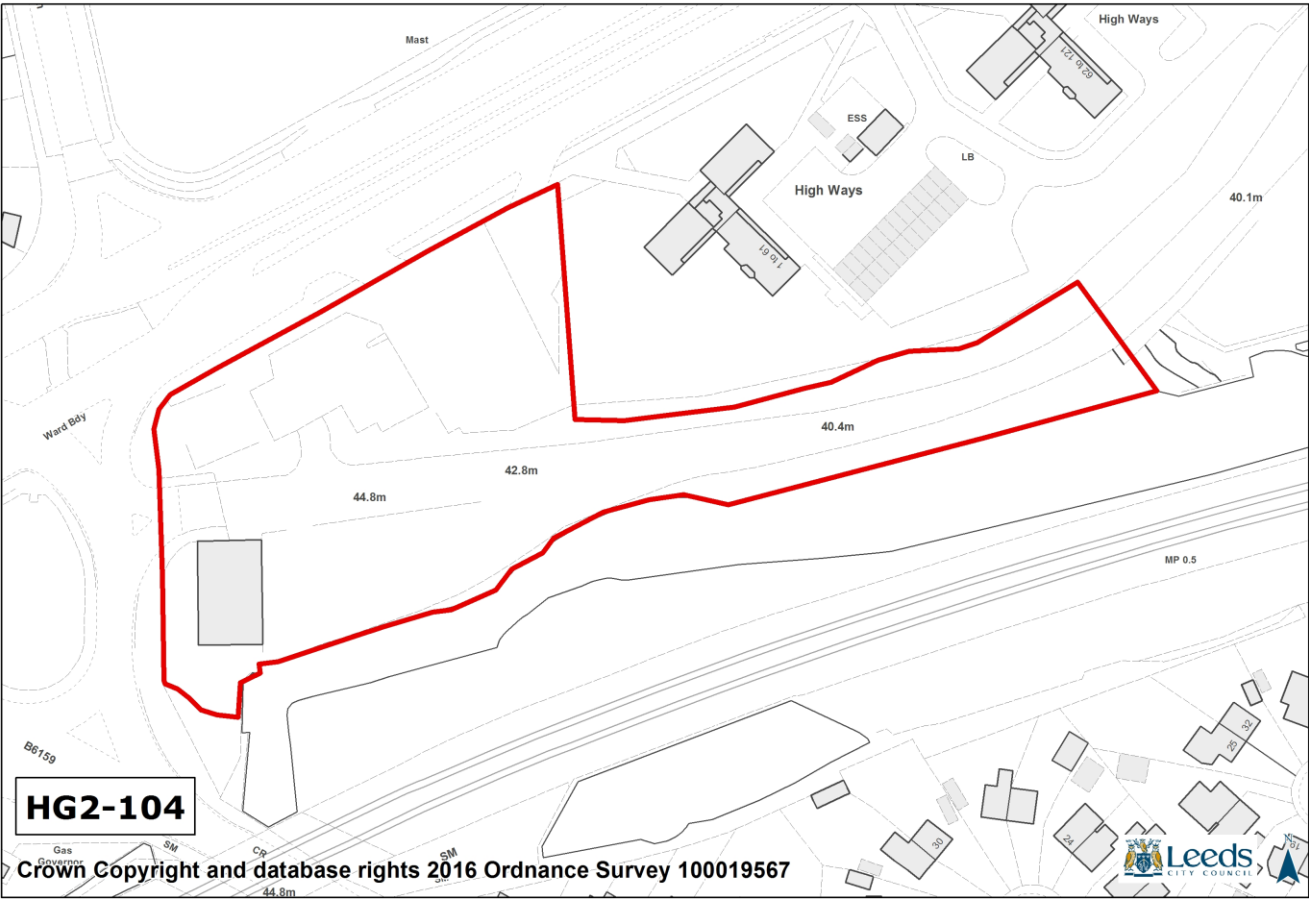 Mast
High Ways
62 to 121
ESS
LB
High Ways
40.1m
1 to 61
Ward Bdy
40.4m
42.8m
44.8m
MP 0.5
B6159
32
25
HG2-104
30
24
Gas
Governor
SM
CR
SM
SM
Leeds
CITY COUNCIL
Crown Copyright and database rights 2016 Ordnance Survey 100019567
44.8m